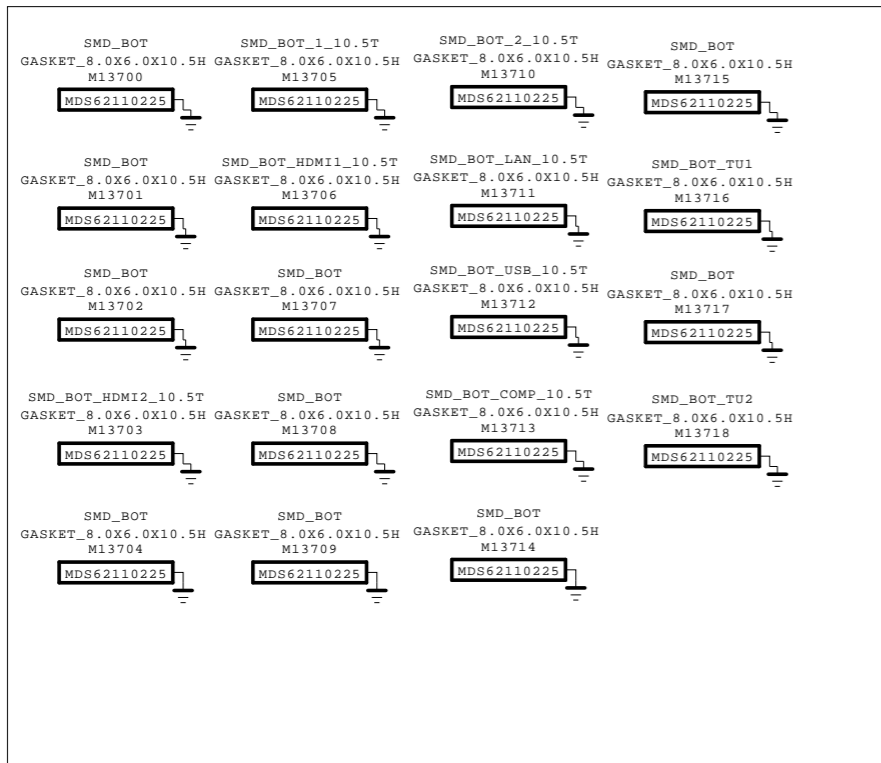 SMD_BOT
GASKET_8.0X6.0X10.5H
M13700
MDS62110225
SMD_BOT_1_10.5T
GASKET_8.0X6.0X10.5H
M13705
MDS62110225
SMD_BOT_2_10.5T
GASKET_8.0X6.0X10.5H
M13710
MDS62110225
SMD_BOT
GASKET_8.0X6.0X10.5H
M13715
MDS62110225
SMD_BOT
GASKET_8.0X6.0X10.5H
M13701
MDS62110225
SMD_BOT_HDMI1_10.5T
GASKET_8.0X6.0X10.5H
M13706
MDS62110225
SMD_BOT_LAN_10.5T
GASKET_8.0X6.0X10.5H
M13711
MDS62110225
SMD_BOT_TU1
GASKET_8.0X6.0X10.5H
M13716
MDS62110225
SMD_BOT
GASKET_8.0X6.0X10.5H
M13702
MDS62110225
SMD_BOT
GASKET_8.0X6.0X10.5H
M13707
MDS62110225
SMD_BOT_USB_10.5T
GASKET_8.0X6.0X10.5H
M13712
MDS62110225
SMD_BOT
GASKET_8.0X6.0X10.5H
M13717
MDS62110225
SMD_BOT_HDMI2_10.5T
GASKET_8.0X6.0X10.5H
M13703
MDS62110225
SMD_BOT
GASKET_8.0X6.0X10.5H
M13708
MDS62110225
SMD_BOT_COMP_10.5T
GASKET_8.0X6.0X10.5H
M13713
MDS62110225
SMD_BOT_TU2
GASKET_8.0X6.0X10.5H
M13718
MDS62110225
SMD_BOT
GASKET_8.0X6.0X10.5H
M13704
MDS62110225
SMD_BOT
GASKET_8.0X6.0X10.5H
M13709
MDS62110225
SMD_BOT
GASKET_8.0X6.0X10.5H
M13714
MDS62110225